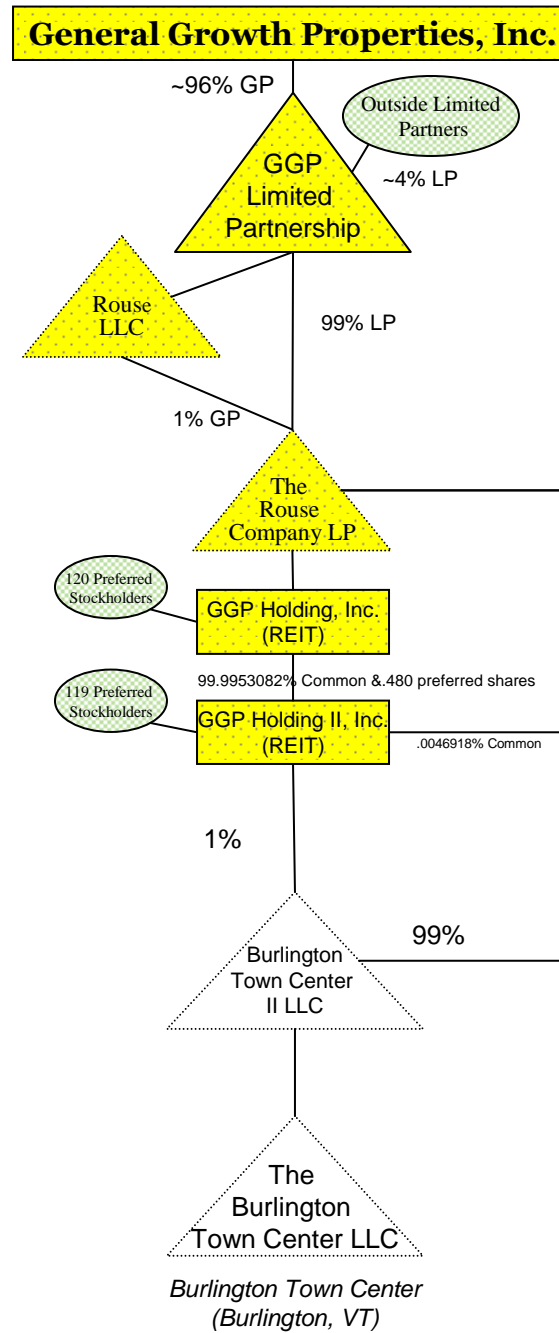 General Growth Properties, Inc.
~96% GP
Outside Limited
Partners
GGP
Limited
Partnership
~4% LP
Rouse
LLC
99% LP
1% GP
The
Rouse
Company LP
120 Preferred
Stockholders
GGP Holding, Inc.
(REIT)
99.9953082% Common &.480 preferred shares
119 Preferred
Stockholders
GGP Holding II, Inc.
(REIT)
.0046918% Common
1%
99%
Burlington
Town Center
II LLC
The
Burlington
Town Center LLC
Burlington Town Center
(Burlington, VT)